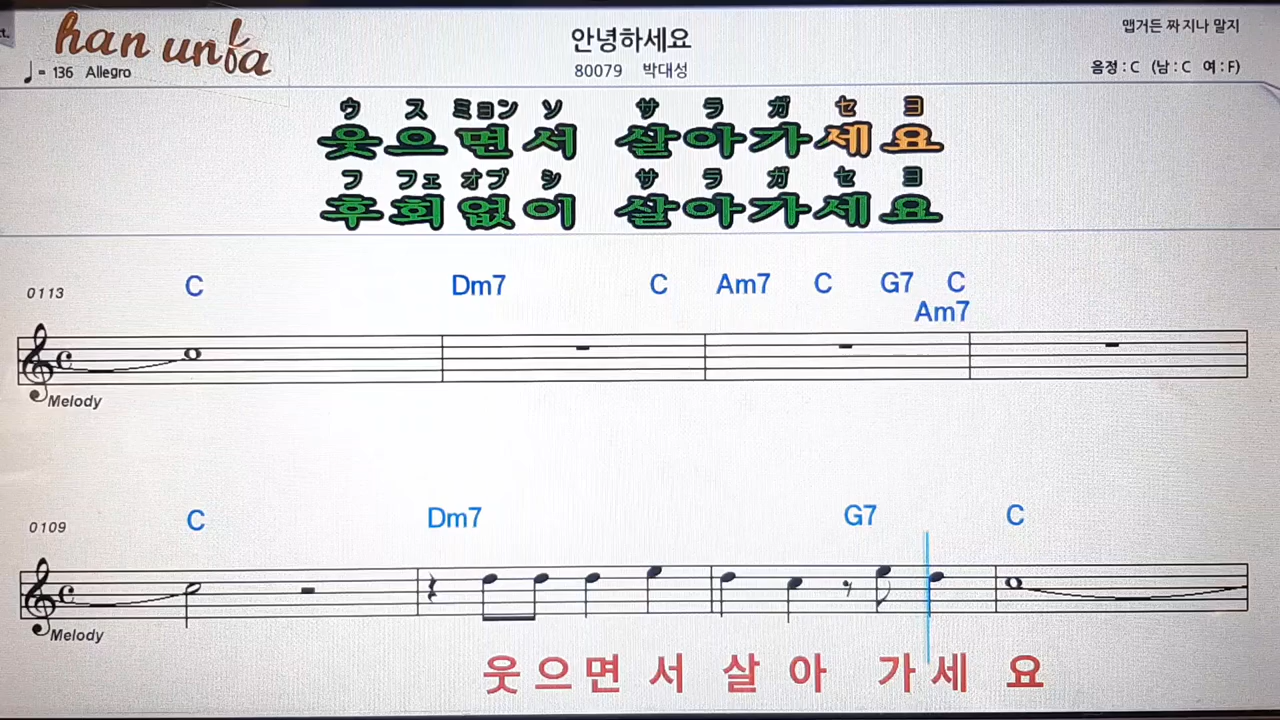 han unba
안녕하세요
맵거든 짜지나 말지
♩= 136 Allegro
80079 박대성
음정 : C (남 : C 여 : F)
ウ ス ミョン ソ サ ラ ガ セ ヨ
웃으면서 살아가세요
フ フェ オブ シ サ ラ ガ セ ヨ
후회없이 살아가세요
0113 C Dm7 C Am7 C G7 C
Am7
Melody
0109 C Dm7 G7 C
Melody
웃으면서 살아 가세요